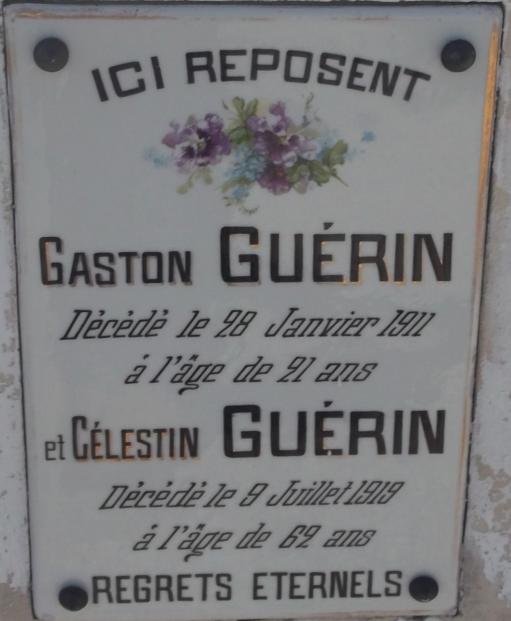 ICI REPOSENT
GASTON GUÉRIN
Décédé le 28 Janvier 1911
á l'âge de 21 ans
et CÉLESTIN GUÉRIN
Décédé le 9 Juillet 1919
á l'âge de 62 ans
REGRETS ETERNELS